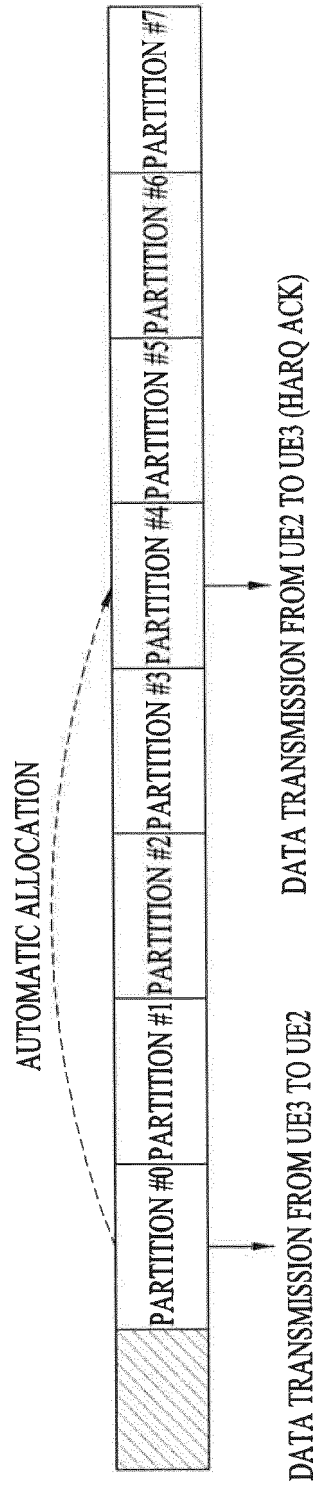 AUTOMATIC ALLOCATION
PARTITION #0 PARTITION #1 PARTITION #2 PARTITION #3 PARTITION #4 PARTITION #5 PARTITION #6 PARTITION #7
DATA TRANSMISSION FROM UE3 TO UE2
DATA TRANSMISSION FROM UE2 TO UE3 (HARQ ACK)